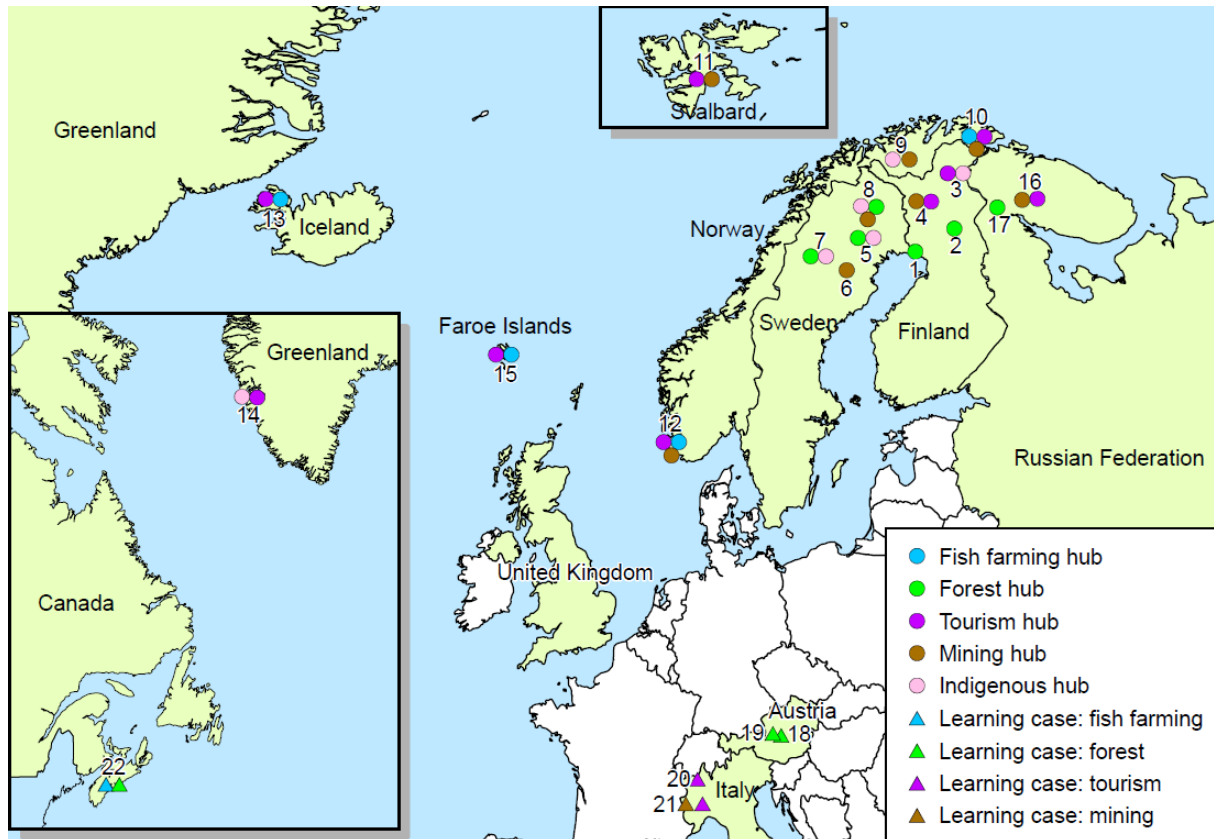 11
Svalbard
Greenland
10
9
3
16
8
4
13
Iceland
17
Norway
2
7
5
1
6
Sweden
Finland
Faroe Islands
15
Greenland
14
12
Russian Federation
United Kingdom
Canada
Austria
19
18
22
20
Italy
21
Fish farming hub
Forest hub
Tourism hub
Mining hub
Indigenous hub
Learning case: fish farming
Learning case: forest
Learning case: tourism
Learning case: mining